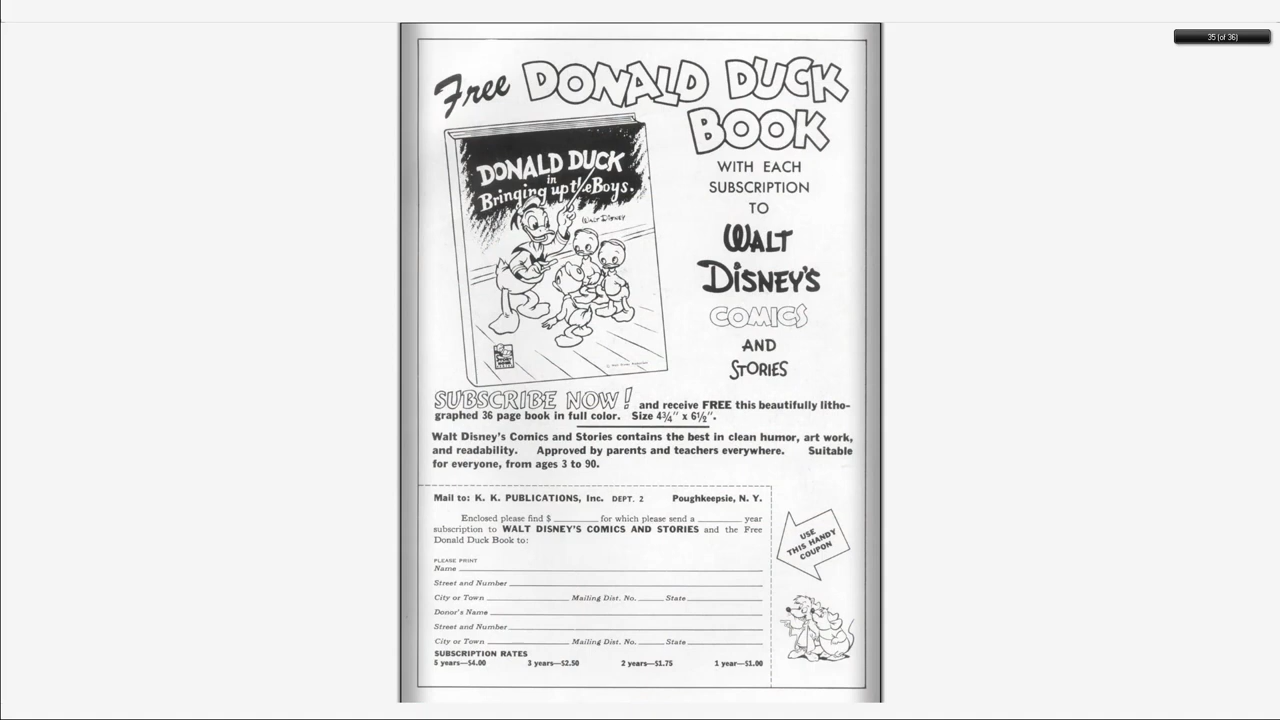 35 (of 36)
Free DONALD DUCK
BOOK
DONALD DUCK
in
Bringing up the Boys.
WALT DISNEY
WITH EACH
SUBSCRIPTION
TO
WALT
DISNEY'S
COMICS
AND
STORIES
SUBSCRIBE NOW! and receive FREE this beautifully litho-
graphed 36 page book in full color. Size 4¾" x 6½".
Walt Disney's Comics and Stories contains the best in clean humor, art work,
and readability. Approved by parents and teachers everywhere. Suitable
for everyone, from ages 3 to 90.
Mail to: K. K. PUBLICATIONS, Inc. DEPT. 2 Poughkeepsie, N. Y.
Enclosed please find $ ________ for which please send a ________ year
subscription to WALT DISNEY'S COMICS AND STORIES and the Free
Donald Duck Book to:
PLEASE PRINT
Name
Street and Number
City or Town ________ Mailing Dist. No. ____ State ________
Donor's Name
Street and Number
City or Town ________ Mailing Dist. No. ____ State ________
SUBSCRIPTION RATES
5 years—$4.00 3 years—$2.50 2 years—$1.75 1 year—$1.00
USE
THIS HANDY
COUPON